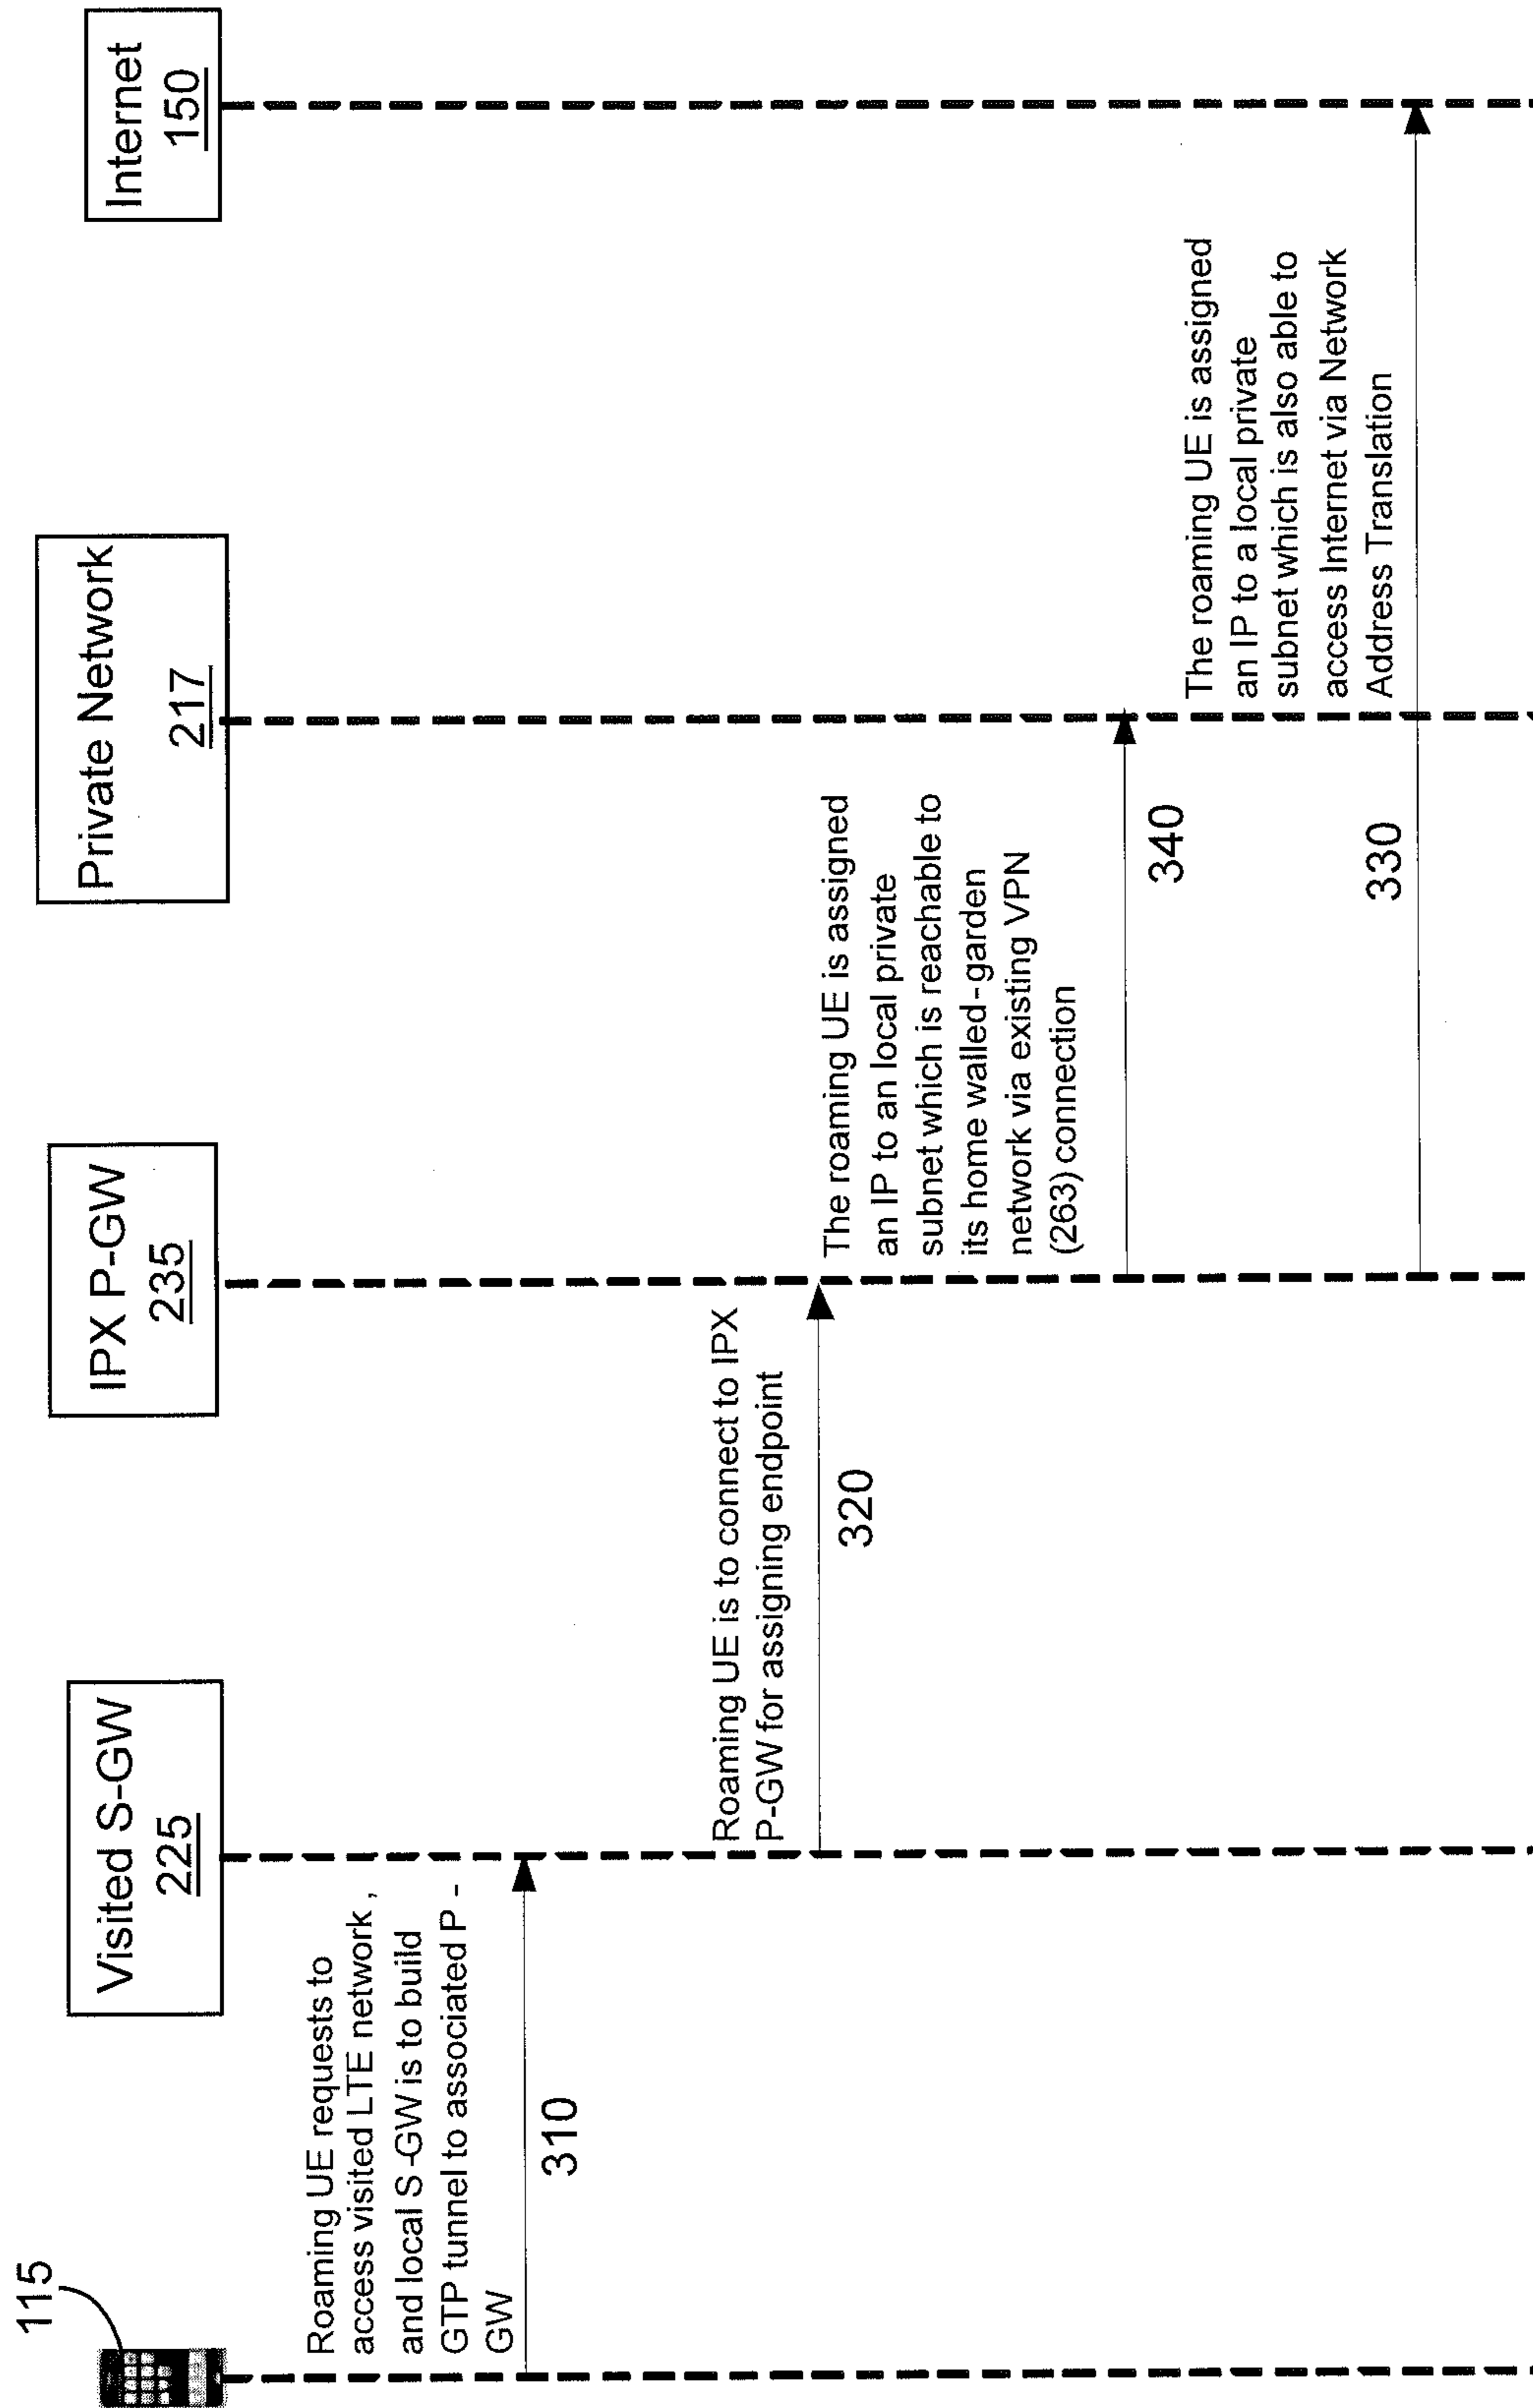 115
Visited S-GW
225
IPX P-GW
235
Private Network
217
Internet
150
Roaming UE requests to
access visited LTE network ,
and local S -GW is to build
GTP tunnel to associated P -
GW
310
Roaming UE is to connect to IPX
P-GW for assigning endpoint
320
The roaming UE is assigned
an IP to an local private
subnet which is reachable to
its home walled-garden
network via existing VPN
(263) connection
340
The roaming UE is assigned
an IP to a local private
subnet which is also able to
access Internet via Network
Address Translation
330